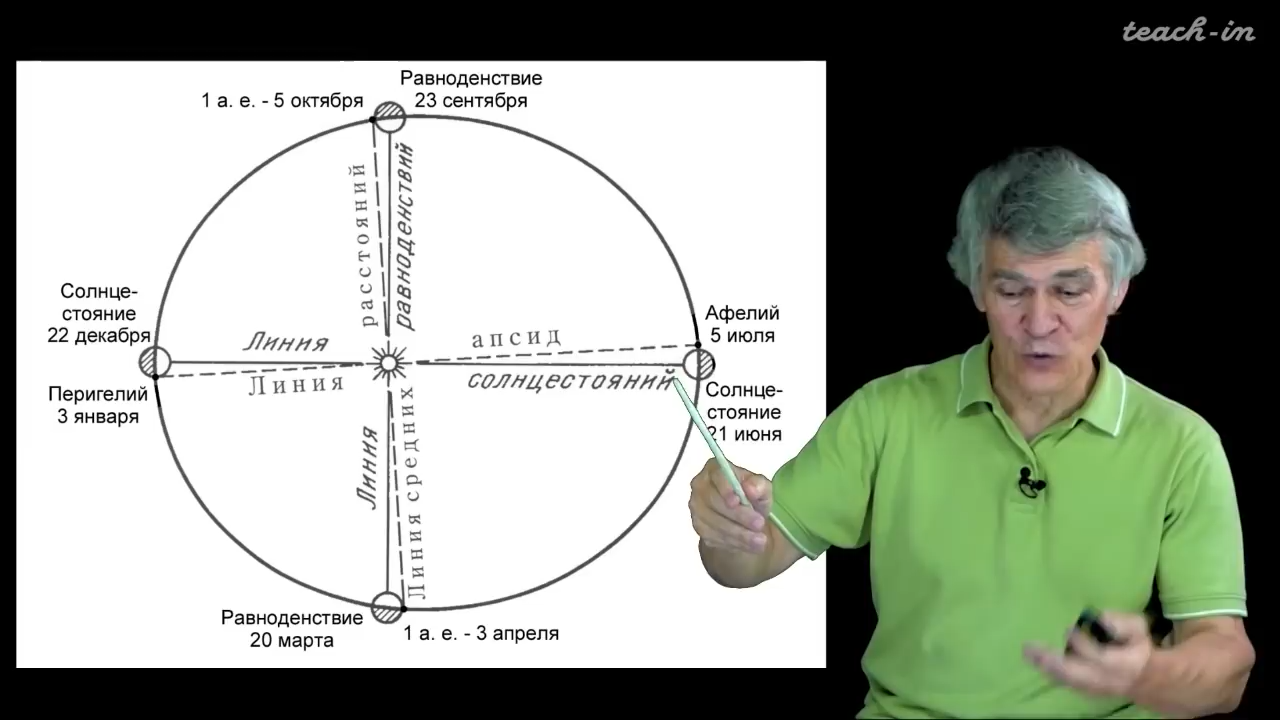 teach-in
Равноденствие
23 сентября
1 а. е. - 5 октября
расстояний
равноденствий
Солнце-
стояние
22 декабря
Линия
апсид
Афелий
5 июля
Перигелий
3 января
Линия
солнцестояний
Солнце-
стояние
21 июня
Линия
Линия средних
Равноденствие
20 марта
1 а. е. - 3 апреля